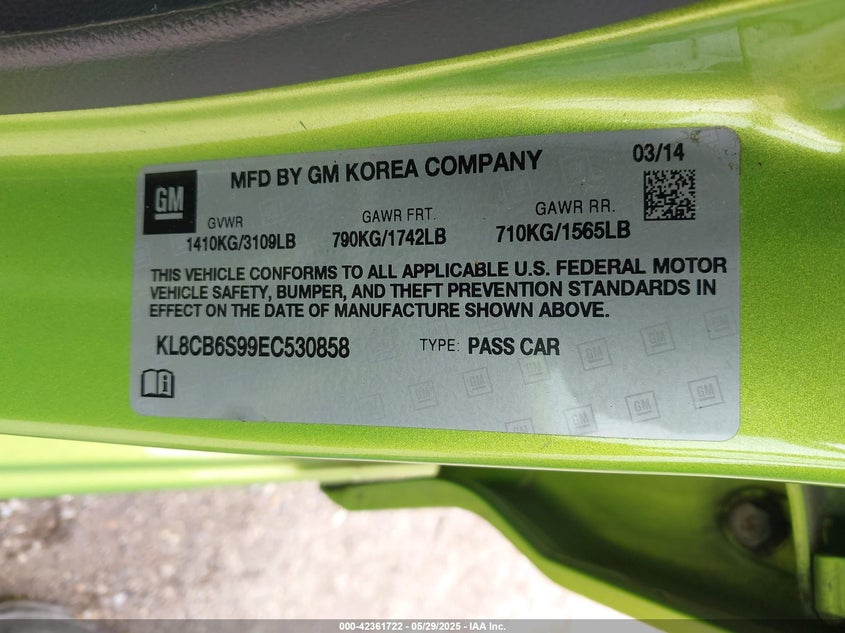 GM
MFD BY GM KOREA COMPANY
03/14
GVWR
GAWR FRT.
GAWR RR.
1410KG/3109LB
790KG/1742LB
710KG/1565LB
THIS VEHICLE CONFORMS TO ALL APPLICABLE U.S. FEDERAL MOTOR
VEHICLE SAFETY, BUMPER, AND THEFT PREVENTION STANDARDS IN
EFFECT ON THE DATE OF MANUFACTURE SHOWN ABOVE.
KL8CB6S99EC530858
TYPE: PASS CAR
000-42361722 — 05/29/2025 - IAA Inc.